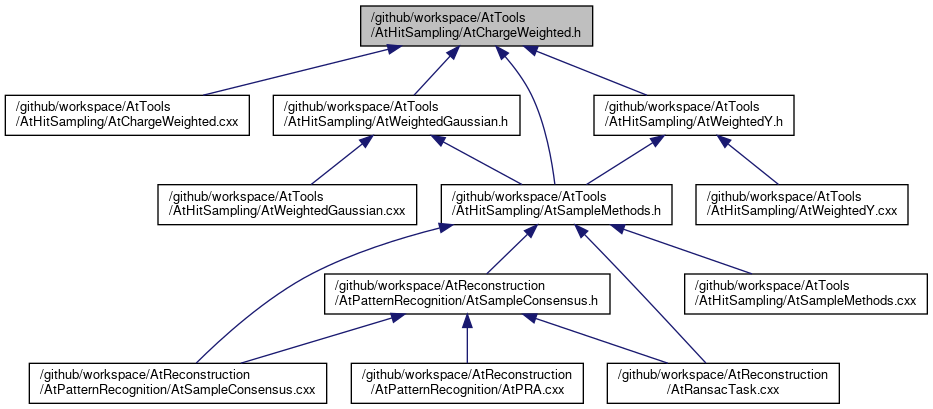 /github/workspace/AtTools
/AtHitSampling/AtChargeWeighted.h
/github/workspace/AtTools
/AtHitSampling/AtChargeWeighted.cxx
/github/workspace/AtTools
/AtHitSampling/AtWeightedGaussian.h
/github/workspace/AtTools
/AtHitSampling/AtWeightedY.h
/github/workspace/AtTools
/AtHitSampling/AtWeightedGaussian.cxx
/github/workspace/AtTools
/AtHitSampling/AtSampleMethods.h
/github/workspace/AtTools
/AtHitSampling/AtWeightedY.cxx
/github/workspace/AtReconstruction
/AtPatternRecognition/AtSampleConsensus.h
/github/workspace/AtTools
/AtHitSampling/AtSampleMethods.cxx
/github/workspace/AtReconstruction
/AtPatternRecognition/AtSampleConsensus.cxx
/github/workspace/AtReconstruction
/AtPatternRecognition/AtPRA.cxx
/github/workspace/AtReconstruction
/AtRansacTask.cxx